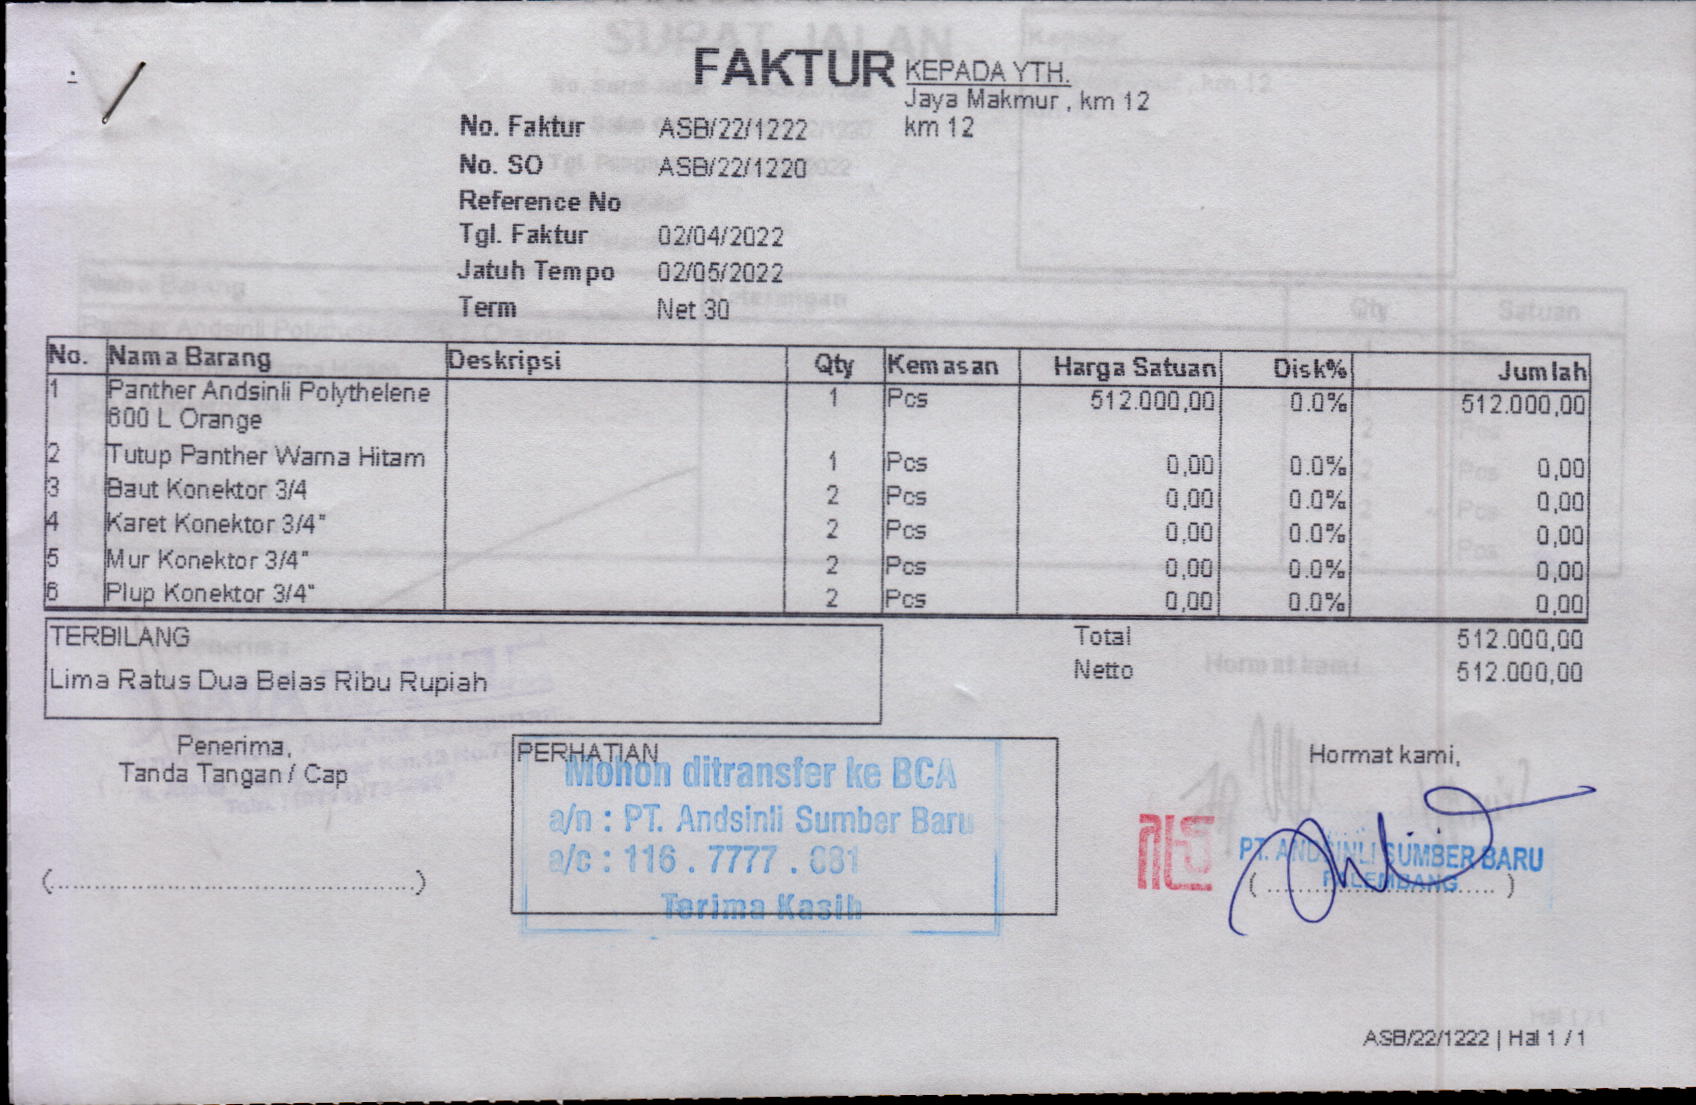 FAKTUR
KEPADA YTH.
Jaya Makmur , km 12
km 12
No. Faktur ASB/22/1222
No. SO ASB/22/1220
Reference No
Tgl. Faktur 02/04/2022
Jatuh Tempo 02/05/2022
Term Net 30
No. Nama Barang Deskripsi Qty Kemasan Harga Satuan Disk% Jumlah
1 Panther Andsinli Polythelene 1 Pcs 512.000,00 0.0% 512.000,00
600 L Orange
2 Tutup Panther Warna Hitam 1 Pcs 0,00 0.0% 0,00
3 Baut Konektor 3/4 2 Pcs 0,00 0.0% 0,00
4 Karet Konektor 3/4" 2 Pcs 0,00 0.0% 0,00
5 Mur Konektor 3/4" 2 Pcs 0,00 0.0% 0,00
6 Plup Konektor 3/4" 2 Pcs 0,00 0.0% 0,00
TERBILANG
Lima Ratus Dua Belas Ribu Rupiah
Total 512.000,00
Netto 512.000,00
Penerima,
Tanda Tangan / Cap
(..........................................)
PERHATIAN
Mohon ditransfer ke BCA
a/n : PT. Andsinli Sumber Baru
a/c : 116 . 7777 . 681
Terima Kasih
Hormat kami,
PT. ANDSINLI SUMBER BARU
PALEMBANG
ASB/22/1222 | Hal 1 / 1